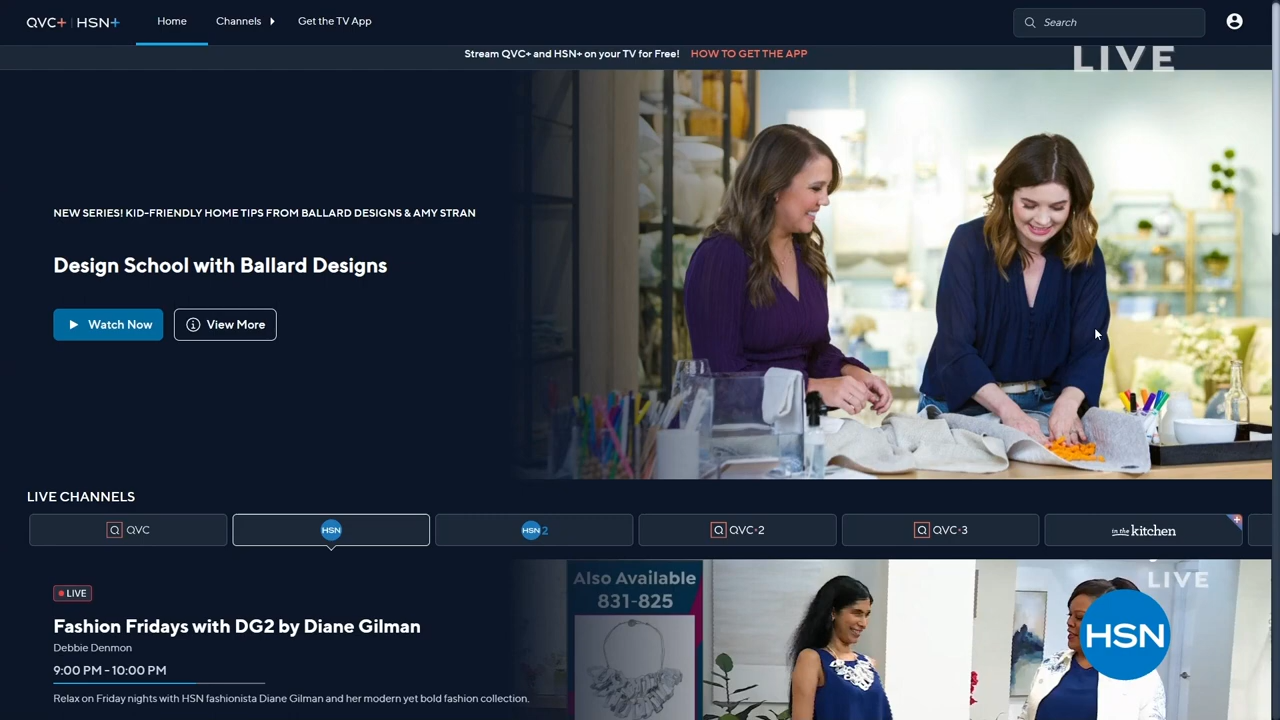 QVC+ | HSN+
Home
Channels
Get the TV App
Search
Stream QVC+ and HSN+ on your TV for Free! HOW TO GET THE APP
LIVE
NEW SERIES! KID-FRIENDLY HOME TIPS FROM BALLARD DESIGNS & AMY STRAN
Design School with Ballard Designs
Watch Now
View More
LIVE CHANNELS
Q QVC
HSN
HSN 2
Q QVC•2
Q QVC•3
in the kitchen
LIVE
Fashion Fridays with DG2 by Diane Gilman
Debbie Denmon
9:00 PM - 10:00 PM
Relax on Friday nights with HSN fashionista Diane Gilman and her modern yet bold fashion collection.
Also Available
831-825
LIVE
HSN